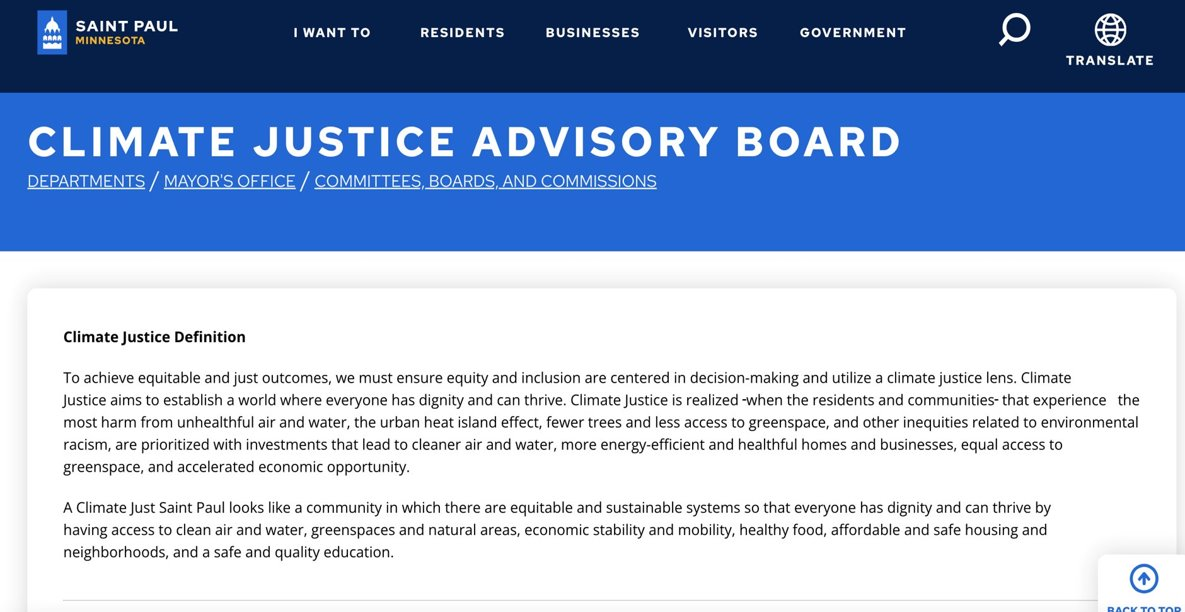 SAINT PAUL
MINNESOTA
I WANT TO
RESIDENTS
BUSINESSES
VISITORS
GOVERNMENT
TRANSLATE
CLIMATE JUSTICE ADVISORY BOARD
DEPARTMENTS / MAYOR'S OFFICE / COMMITTEES, BOARDS, AND COMMISSIONS
Climate Justice Definition
To achieve equitable and just outcomes, we must ensure equity and inclusion are centered in decision-making and utilize a climate justice lens. Climate
Justice aims to establish a world where everyone has dignity and can thrive. Climate Justice is realized -when the residents and communities- that experience the
most harm from unhealthful air and water, the urban heat island effect, fewer trees and less access to greenspace, and other inequities related to environmental
racism, are prioritized with investments that lead to cleaner air and water, more energy-efficient and healthful homes and businesses, equal access to
greenspace, and accelerated economic opportunity.
A Climate Just Saint Paul looks like a community in which there are equitable and sustainable systems so that everyone has dignity and can thrive by
having access to clean air and water, greenspaces and natural areas, economic stability and mobility, healthy food, affordable and safe housing and
neighborhoods, and a safe and quality education.
BACK TO TOP